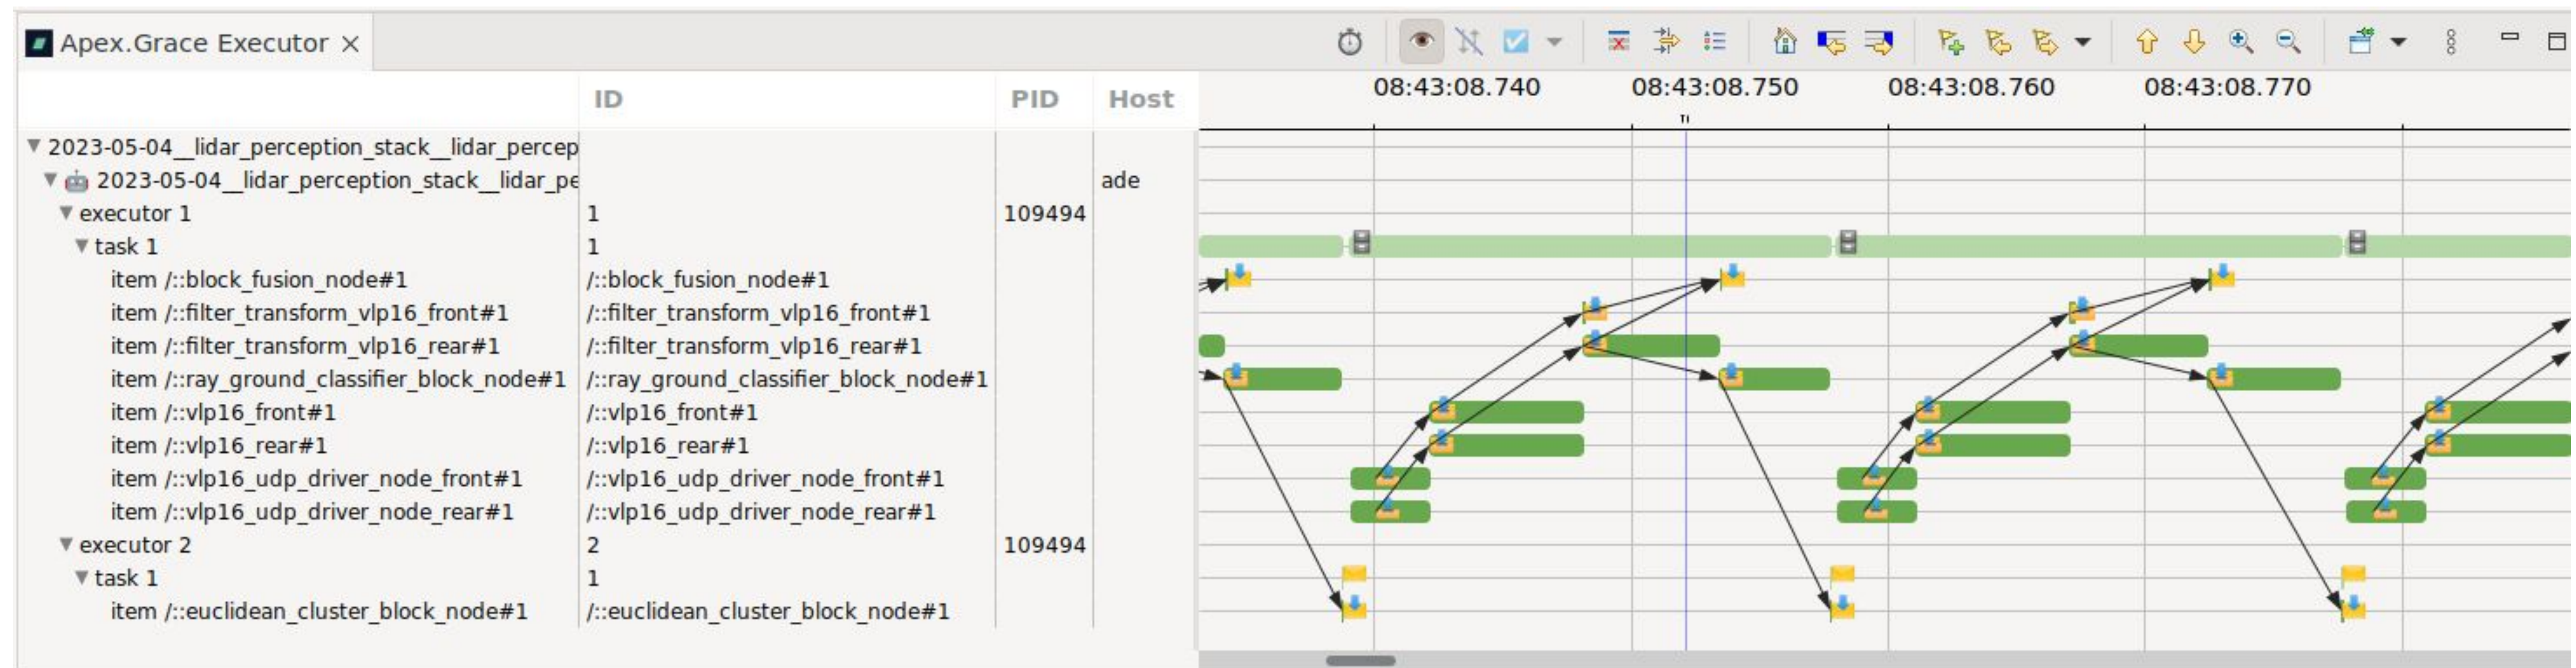 Apex.Grace Executor
ID PID Host 08:43:08.740 08:43:08.750 08:43:08.760 08:43:08.770
2023-05-04__lidar_perception_stack__lidar_percep
2023-05-04__lidar_perception_stack__lidar_pe ade
executor 1 1 109494
task 1 1
item /::block_fusion_node#1 /::block_fusion_node#1
item /::filter_transform_vlp16_front#1 /::filter_transform_vlp16_front#1
item /::filter_transform_vlp16_rear#1 /::filter_transform_vlp16_rear#1
item /::ray_ground_classifier_block_node#1 /::ray_ground_classifier_block_node#1
item /::vlp16_front#1 /::vlp16_front#1
item /::vlp16_rear#1 /::vlp16_rear#1
item /::vlp16_udp_driver_node_front#1 /::vlp16_udp_driver_node_front#1
item /::vlp16_udp_driver_node_rear#1 /::vlp16_udp_driver_node_rear#1
executor 2 2 109494
task 1 1
item /::euclidean_cluster_block_node#1 /::euclidean_cluster_block_node#1